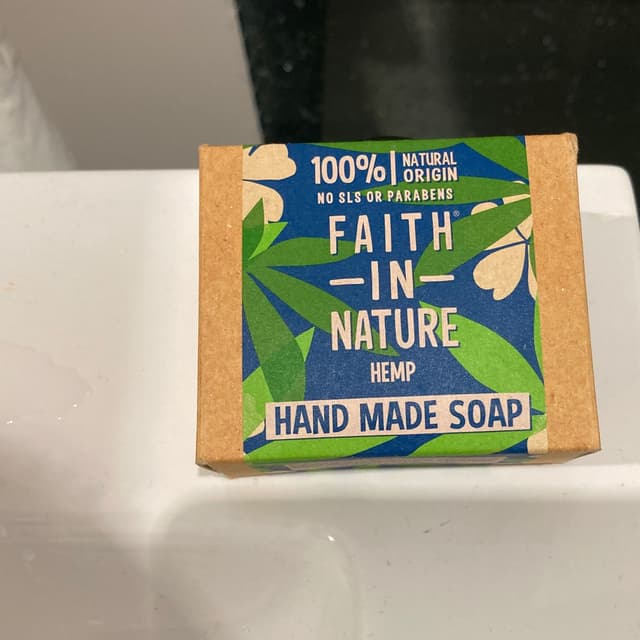 100% | NATURAL ORIGIN
NO SLS OR PARABENS
FAITH®
—IN—
NATURE
HEMP
HAND MADE SOAP